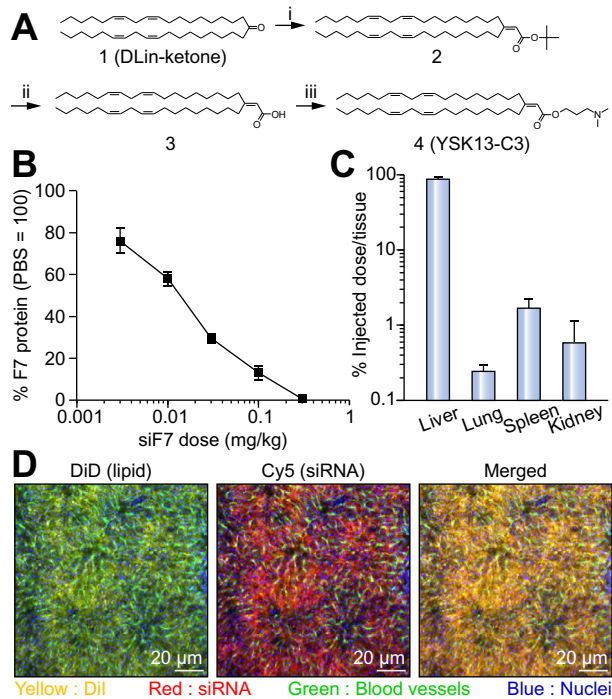 A
i
1 (DLin-ketone)
O
O
O
2
ii
iii
OH
O
3
O
O
N
4 (YSK13-C3)
B
% F7 protein (PBS = 100)
100
80
60
40
20
0
0.001
0.01
0.1
1
siF7 dose (mg/kg)
C
% Injected dose/tissue
100
10
1
0.1
Liver
Lung
Spleen
Kidney
D
DiD (lipid)
Cy5 (siRNA)
Merged
20 µm
20 µm
20 µm
Yellow : DiI
Red : siRNA
Green : Blood vessels
Blue : Nuclei